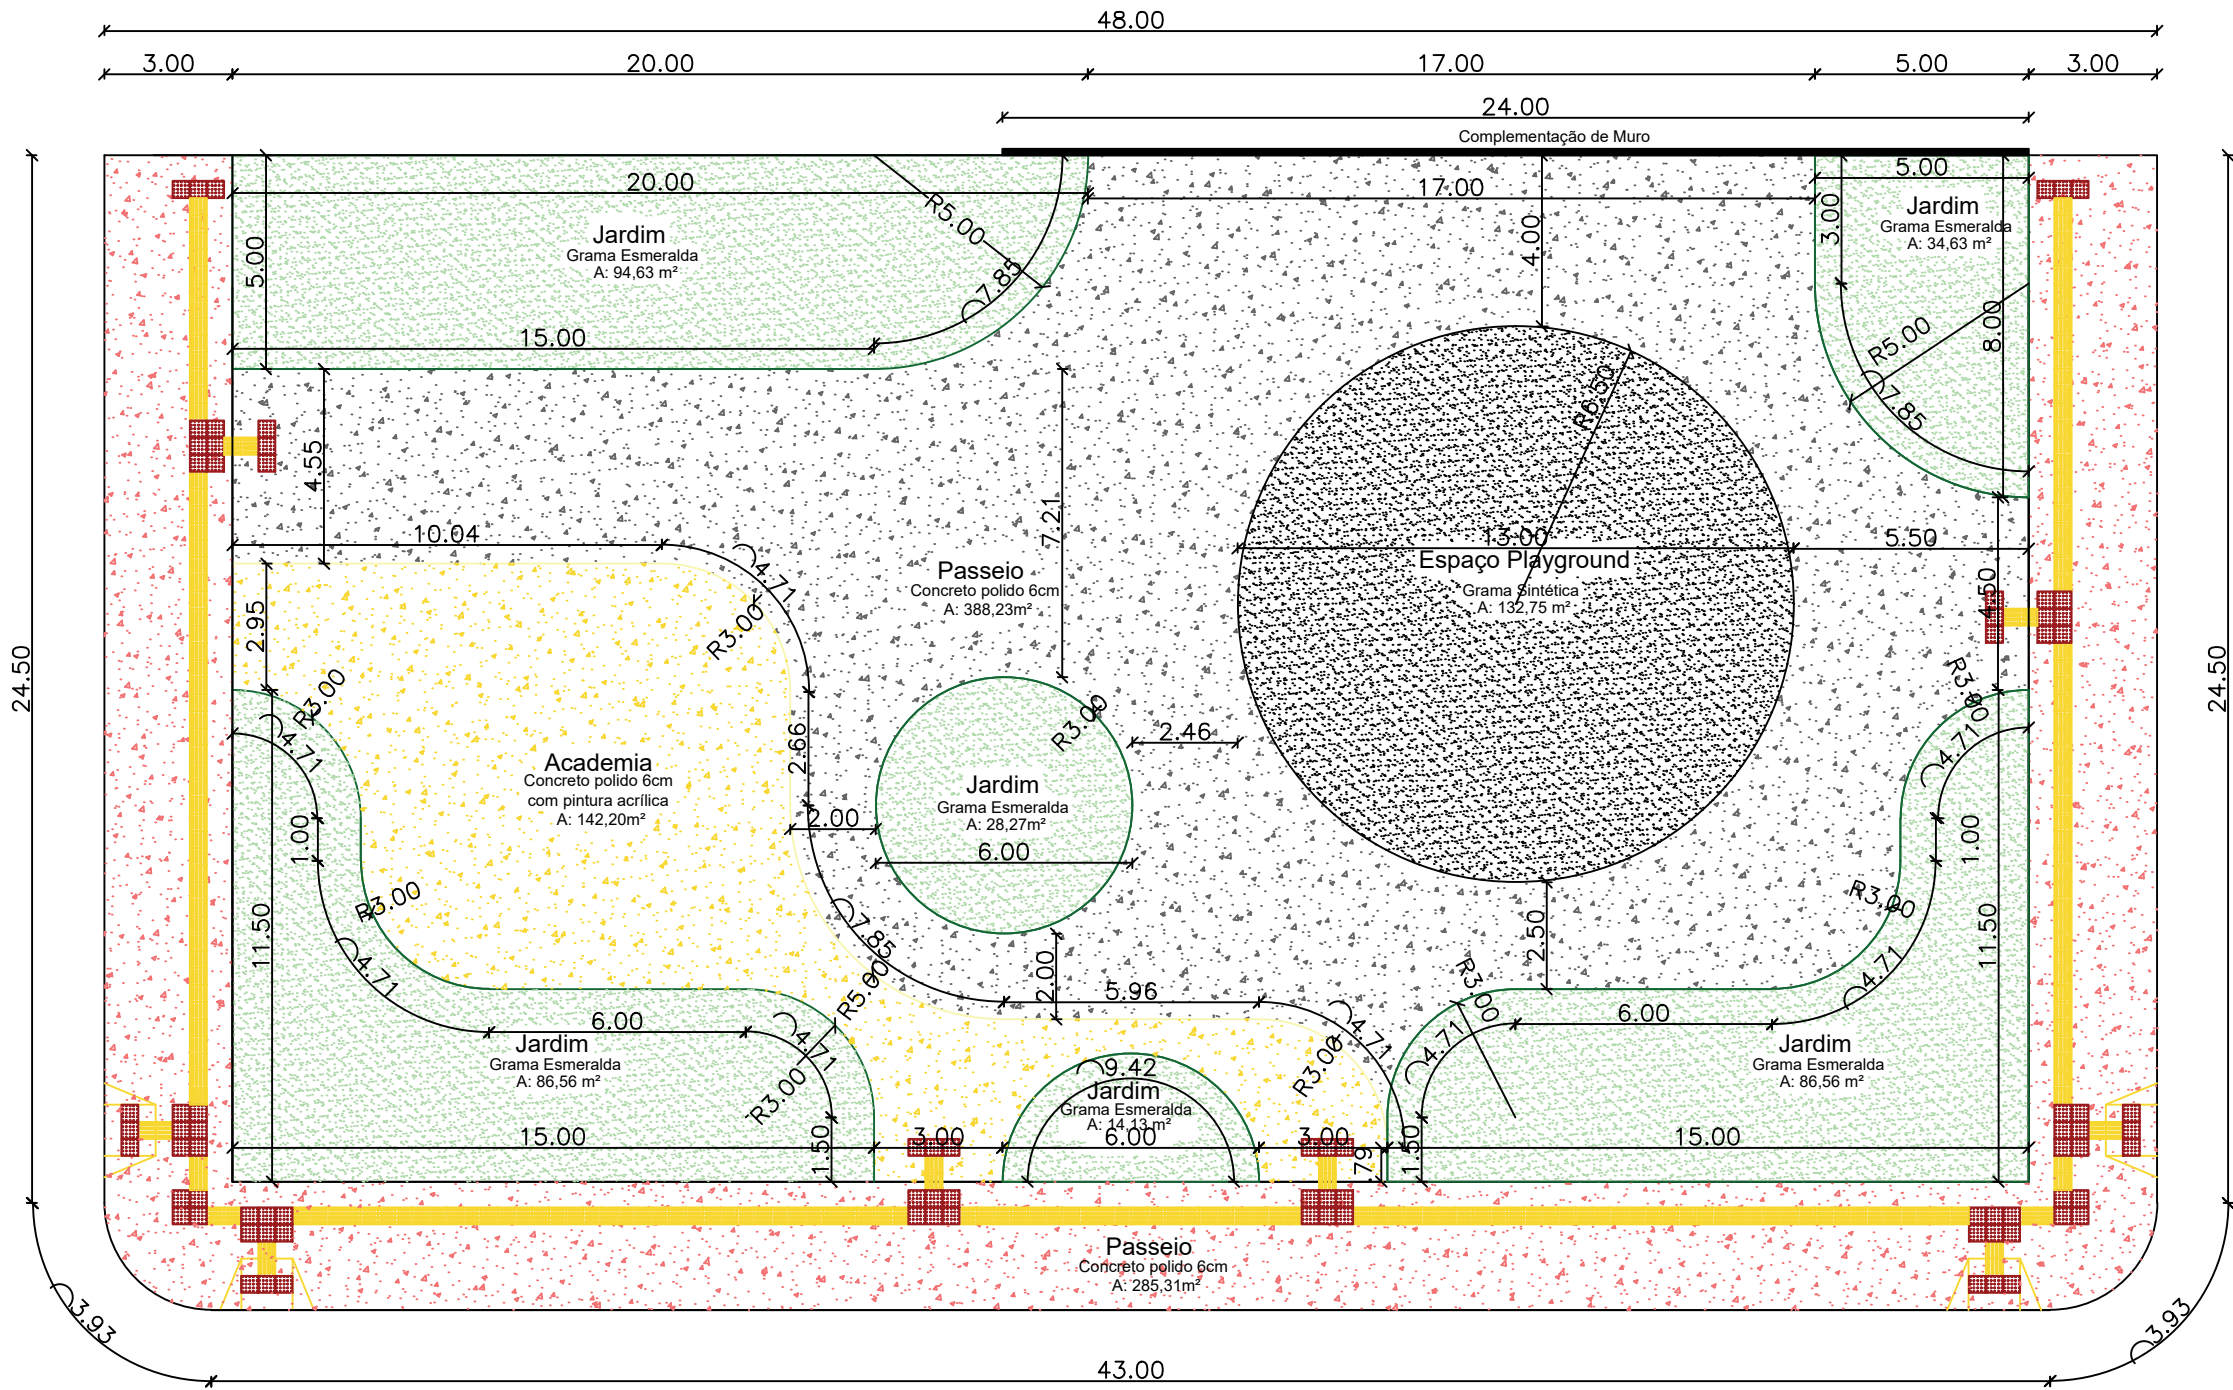 48.00
3.00
20.00
17.00
5.00
3.00
24.00
Complementação de Muro
24.50
24.50
20.00
17.00
5.00
5.00
R5.00
7.85
Jardim
Grama Esmeralda
A: 94,63 m²
15.00
4.00
3.00
Jardim
Grama Esmeralda
A: 34,63 m²
8.00
R5.00
7.85
4.55
7.21
R6.50
10.04
4.71
R3.00
13.00
5.50
Espaço Playground
Grama Sintética
A: 132,75 m²
Passeio
Concreto polido 6cm
A: 388,23m²
4.50
2.95
R3.00
4.71
R3.00
2.46
R3.00
4.71
2.66
Academia
Concreto polido 6cm
com pintura acrílica
A: 142,20m²
Jardim
Grama Esmeralda
A: 28,27m²
2.00
6.00
1.00
1.00
R3.00
R3.00
11.50
4.71
7.85
R5.00
2.00
5.96
2.50
R3.00
4.71
11.50
6.00
4.71
R3.00
Jardim
Grama Esmeralda
A: 86,56 m²
9.42
Jardim
Grama Esmeralda
A: 14,13 m²
4.71
R3.00
4.71
6.00
Jardim
Grama Esmeralda
A: 86,56 m²
15.00
1.50
3.00
6.00
3.00
.79
1.50
15.00
Passeio
Concreto polido 6cm
A: 285,31m²
3.93
43.00
3.93